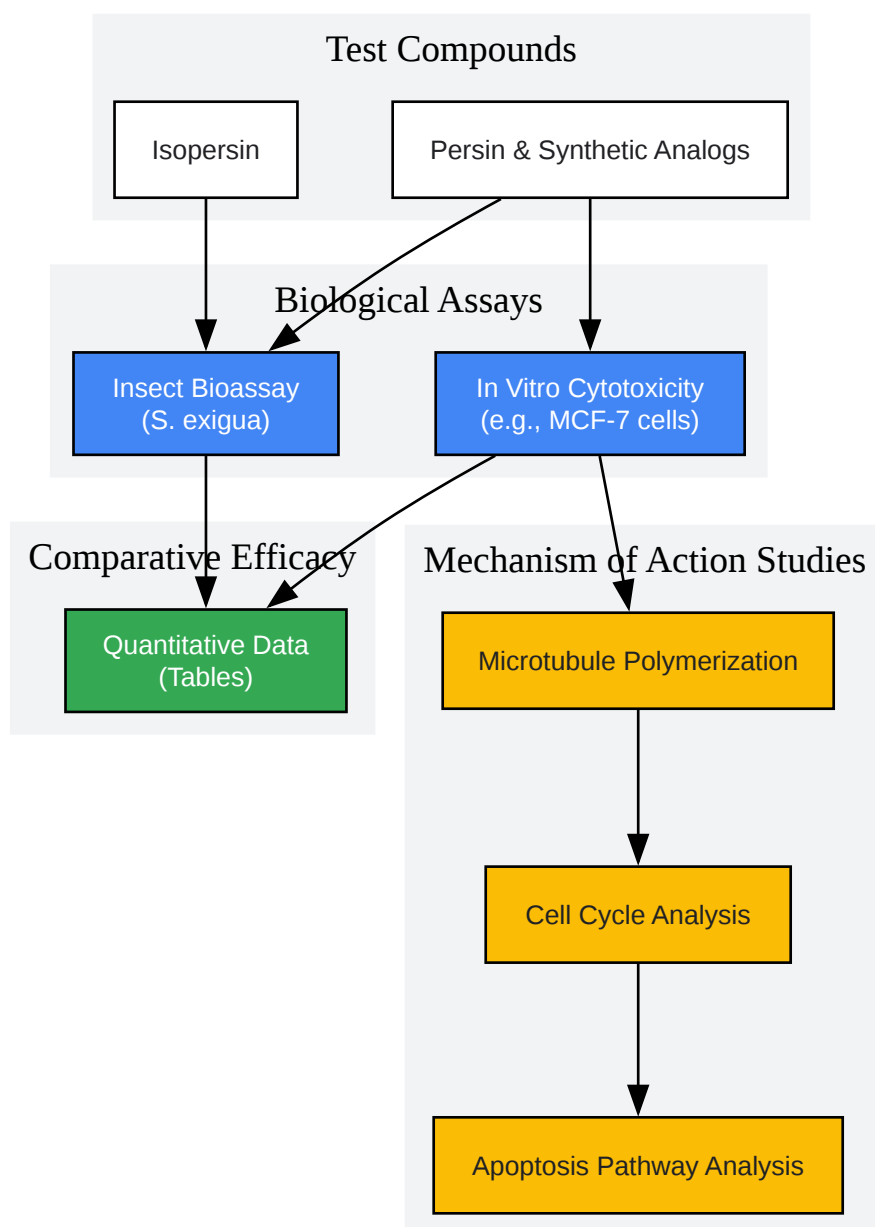 Test Compounds
Isopersin
Persin & Synthetic Analogs
Biological Assays
Insect Bioassay
(S. exigua)
In Vitro Cytotoxicity
(e.g., MCF-7 cells)
Comparative Efficacy
Quantitative Data
(Tables)
Mechanism of Action Studies
Microtubule Polymerization
Cell Cycle Analysis
Apoptosis Pathway Analysis